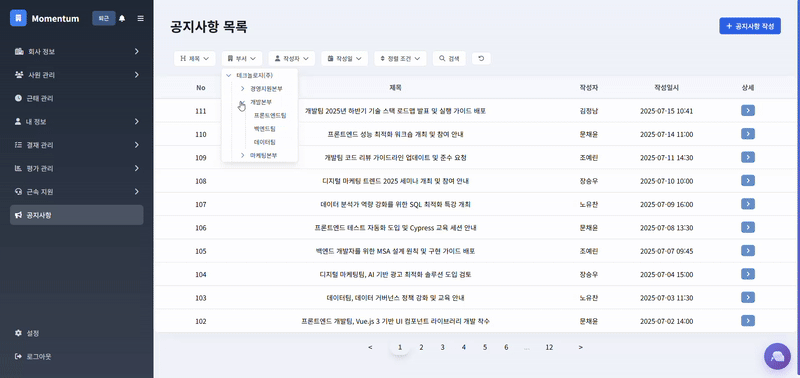 Momentum
퇴근
회사 정보
사원 관리
근태 관리
내 정보
결재 관리
평가 관리
근속 지원
공지사항
설정
로그아웃
공지사항 목록
+ 공지사항 작성
제목
부서
작성자
작성일
정렬 조건
검색
테크놀로지(주)
경영지원본부
개발본부
프론트엔드팀
백엔드팀
데이터팀
마케팅본부
No 제목 작성자 작성일시 상세
111 개발팀 2025년 하반기 기술 스택 로드맵 발표 및 실행 가이드 배포 김정남 2025-07-15 10:41
110 프론트엔드 성능 최적화 워크숍 개최 및 참여 안내 문재윤 2025-07-14 11:00
109 개발팀 코드 리뷰 가이드라인 업데이트 및 준수 요청 조예린 2025-07-11 14:30
108 디지털 마케팅 트렌드 2025 세미나 개최 및 참여 안내 장승우 2025-07-10 10:00
107 데이터 분석가 역량 강화를 위한 SQL 최적화 특강 개최 노유찬 2025-07-09 16:00
106 프론트엔드 테스트 자동화 도입 및 Cypress 교육 세션 안내 문재윤 2025-07-08 13:30
105 백엔드 개발자를 위한 MSA 설계 원칙 및 구현 가이드 배포 조예린 2025-07-07 09:45
104 디지털 마케팅팀, AI 기반 광고 최적화 솔루션 도입 검토 장승우 2025-07-04 15:00
103 데이터팀, 데이터 거버넌스 정책 강화 및 교육 안내 노유찬 2025-07-03 11:30
102 프론트엔드 개발팀, Vue.js 3 기반 UI 컴포넌트 라이브러리 개발 착수 문재윤 2025-07-02 14:00
< 1 2 3 4 5 6 ... 12 >